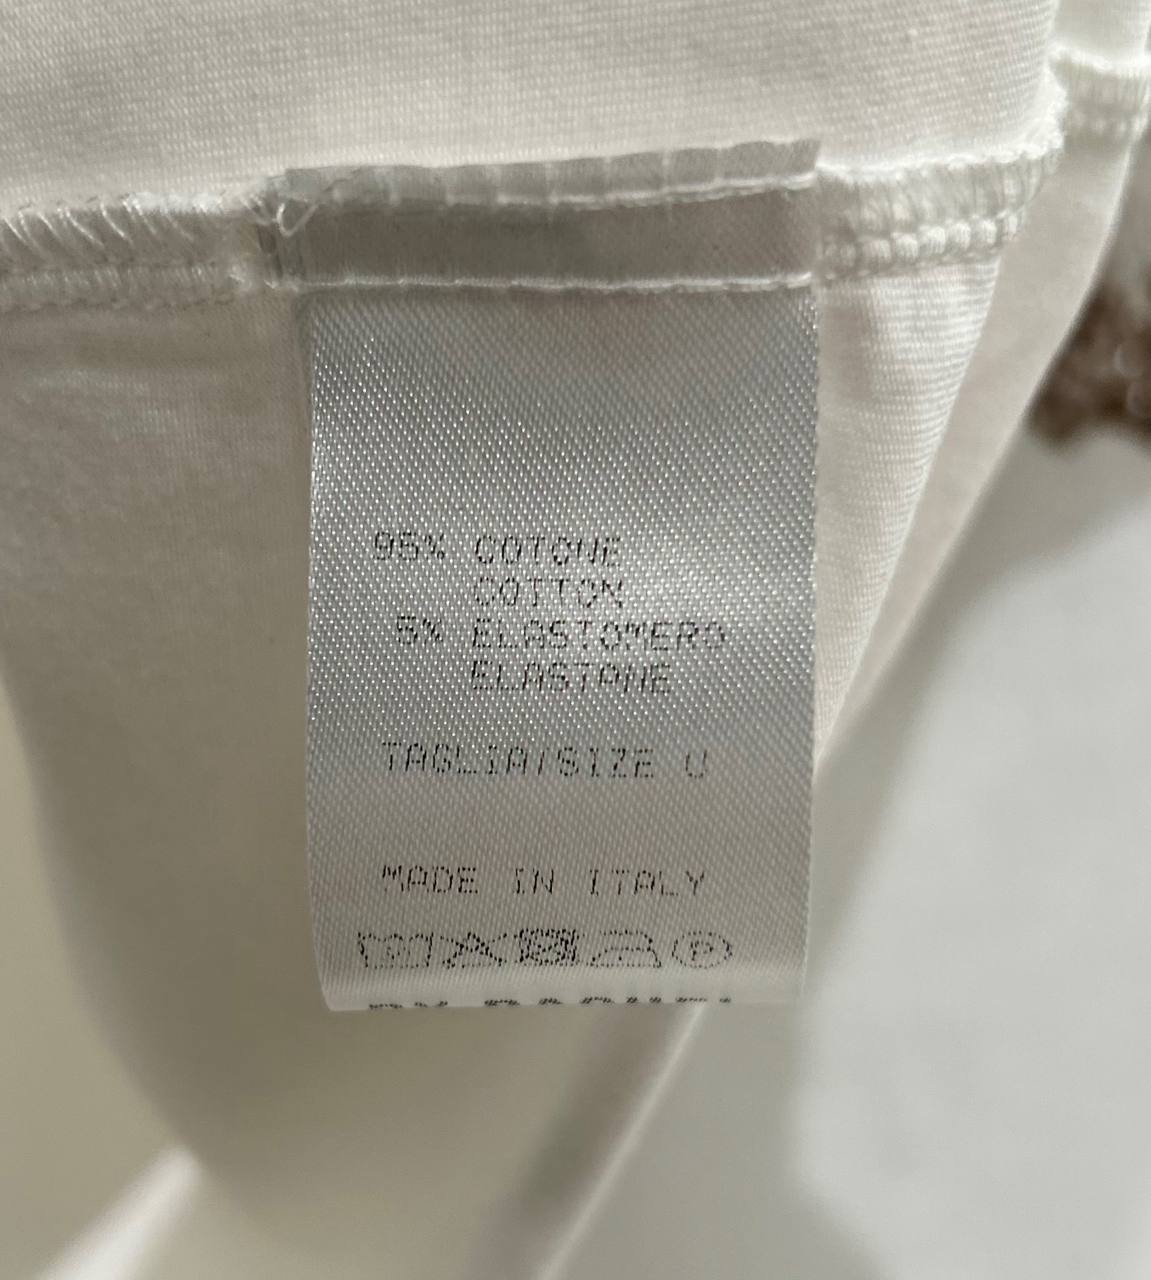 95% COTONE
COTTON
5% ELASTOMERO
ELASTANE
TAGLIA/SIZE U
MADE IN ITALY
P